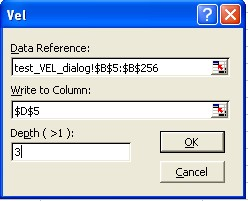 Vel
Data Reference:
test_VEL_dialog!$B$5:$B$256
Write to Column:
$D$5
Depth ( >1 ):
3
OK
Cancel